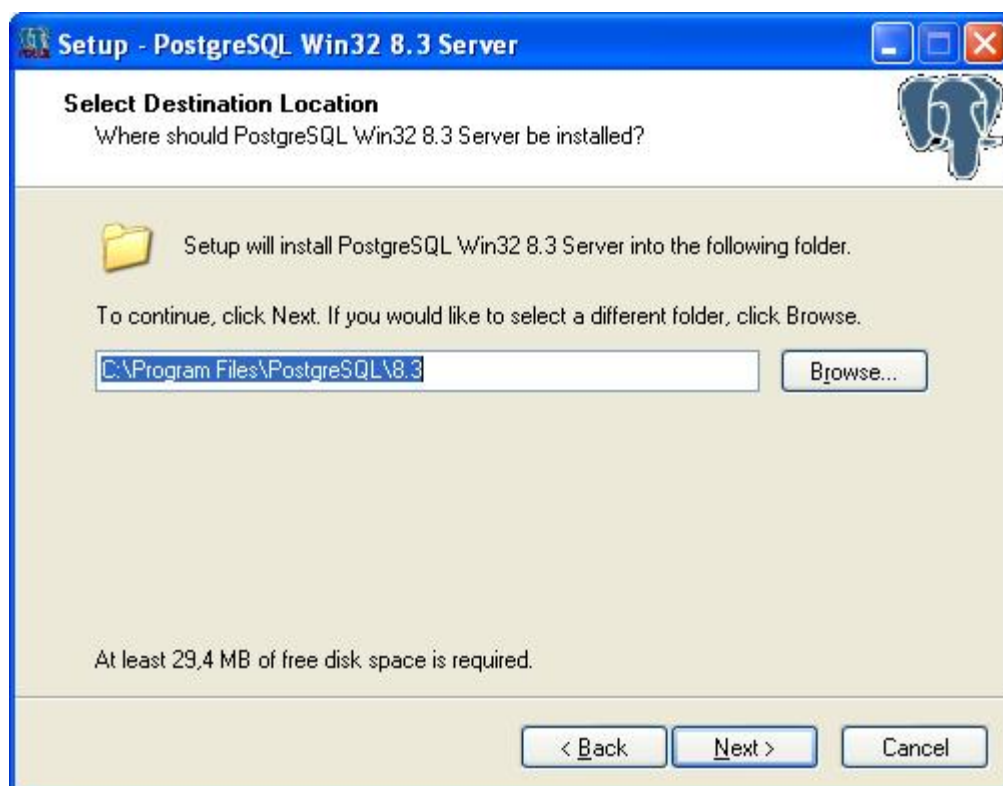 Setup - PostgreSQL Win32 8.3 Server
Select Destination Location
Where should PostgreSQL Win32 8.3 Server be installed?
Setup will install PostgreSQL Win32 8.3 Server into the following folder.
To continue, click Next. If you would like to select a different folder, click Browse.
C:\Program Files\PostgreSQL\8.3
Browse...
At least 29,4 MB of free disk space is required.
< Back
Next >
Cancel